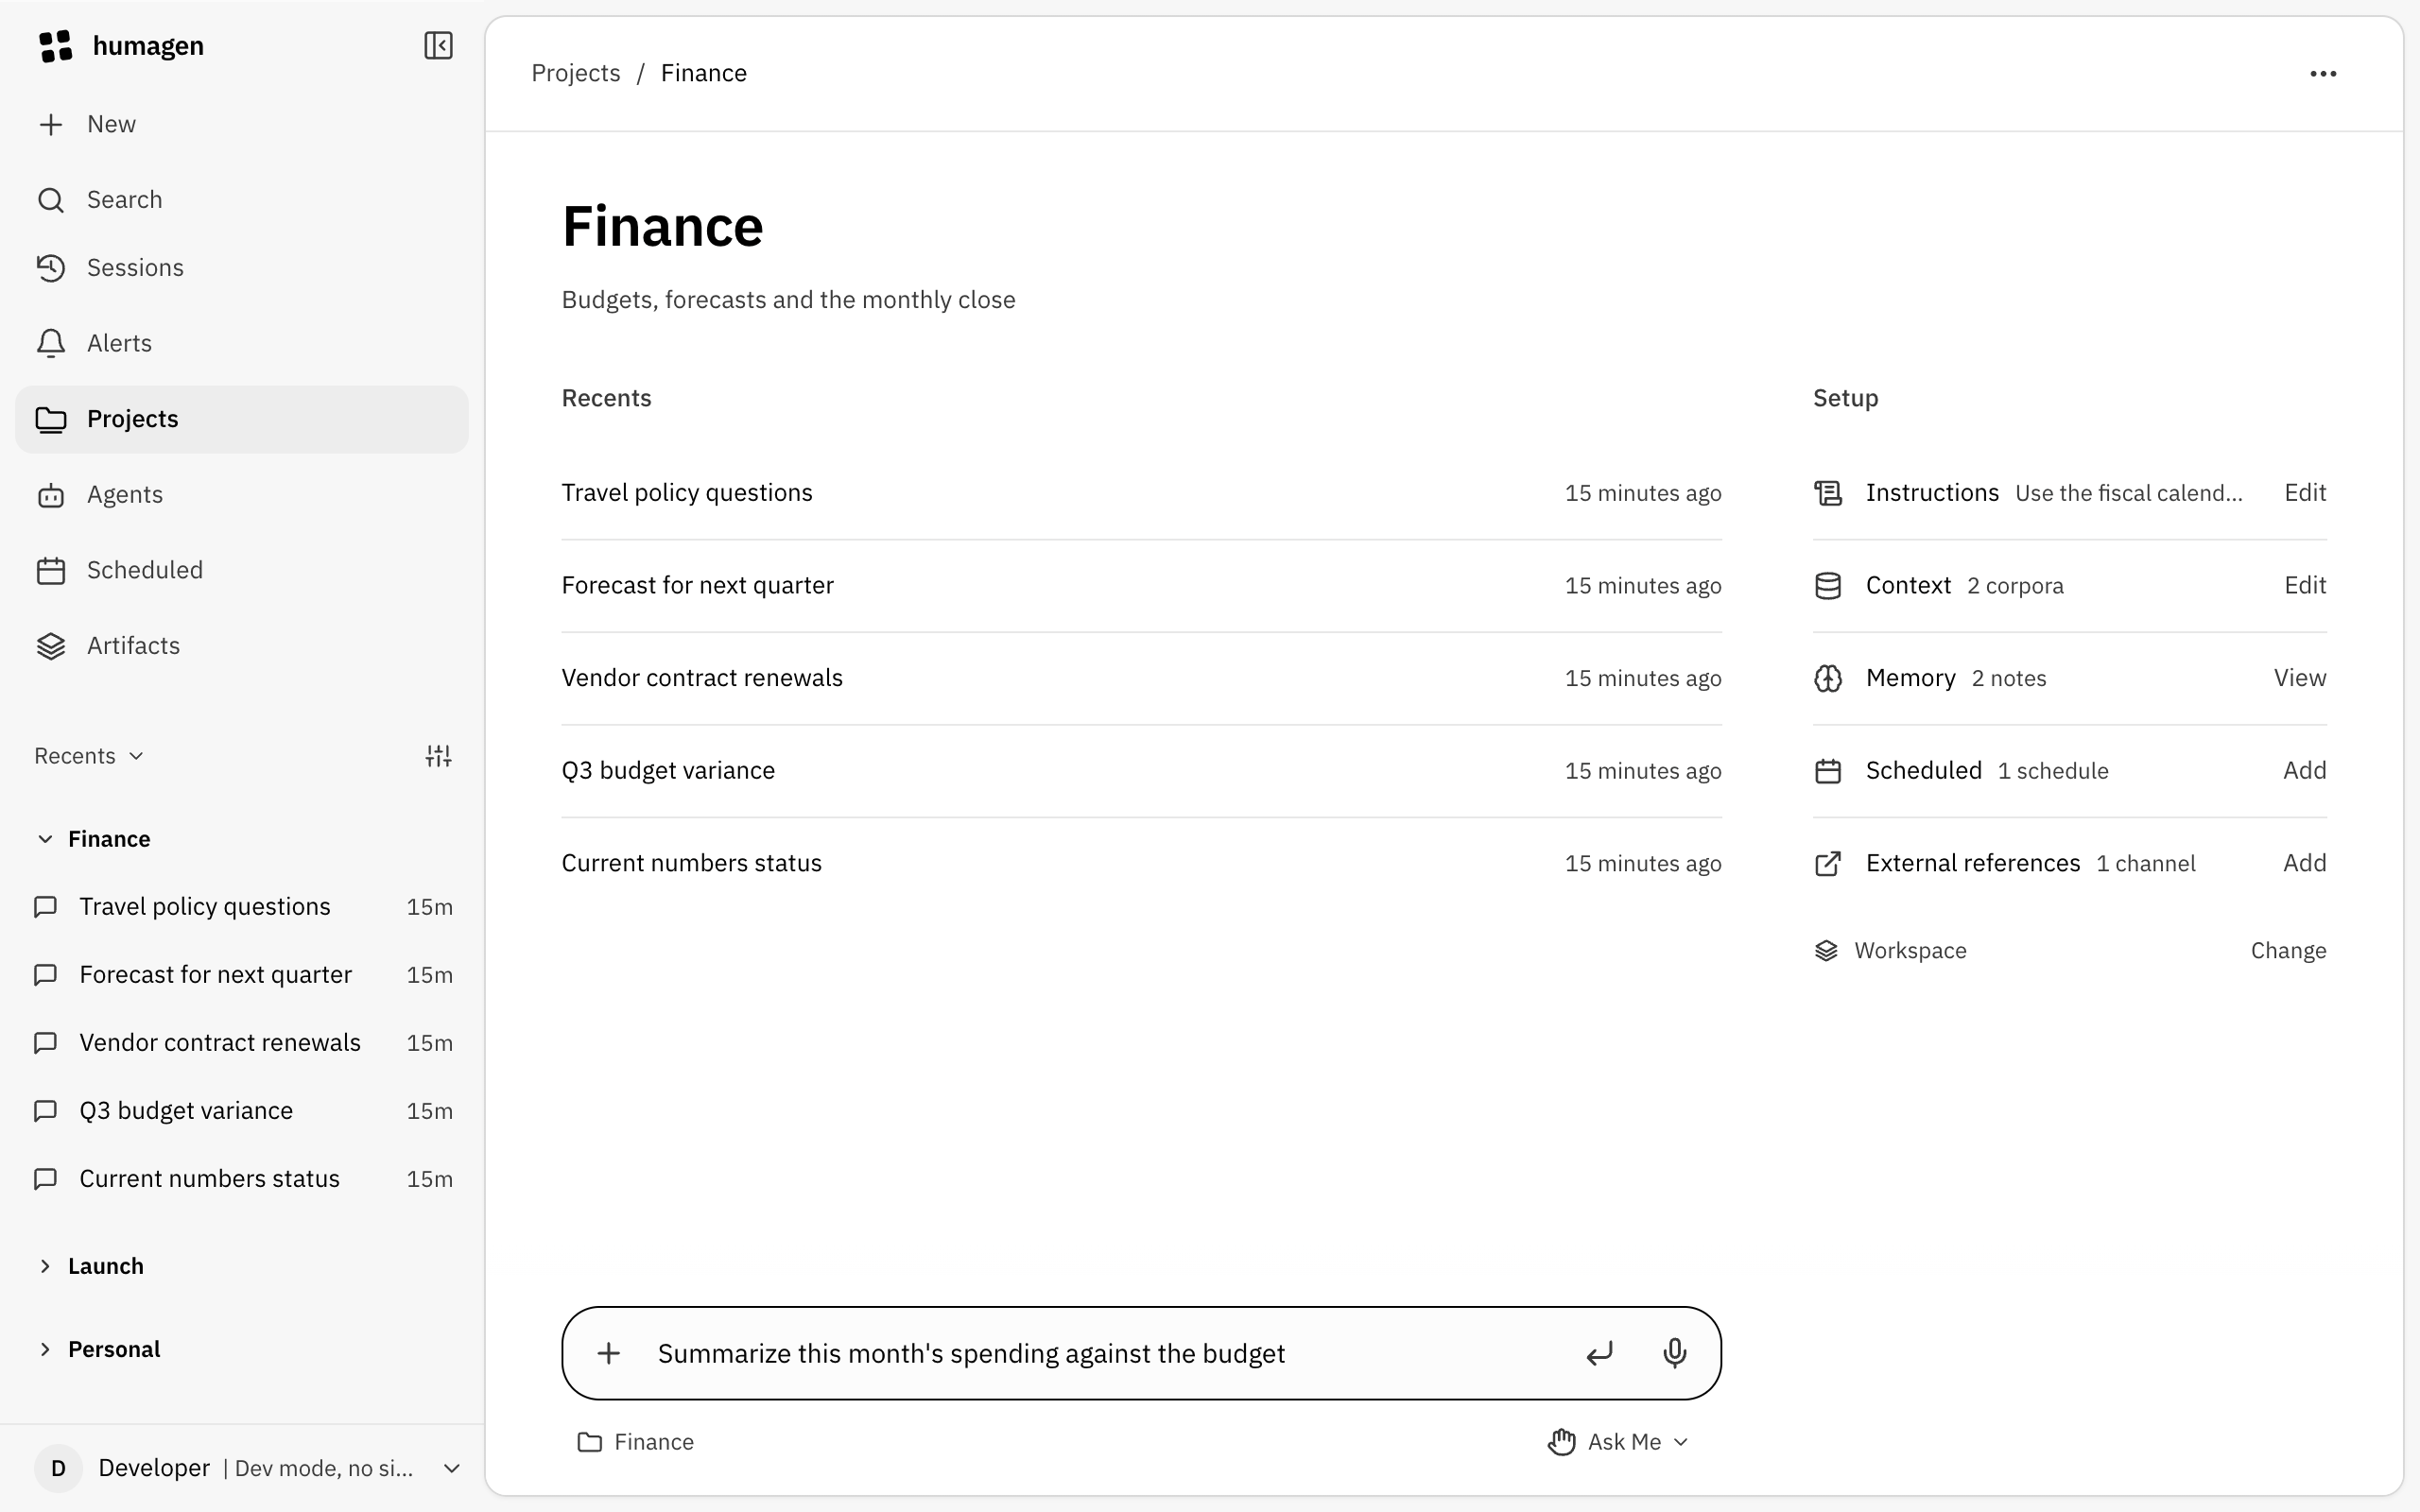 humagen
New
Search
Sessions
Alerts
Projects
Agents
Scheduled
Artifacts
Recents
Finance
Travel policy questions 15m
Forecast for next quarter 15m
Vendor contract renewals 15m
Q3 budget variance 15m
Current numbers status 15m
Launch
Personal
D Developer | Dev mode, no si...
Projects / Finance
Finance
Budgets, forecasts and the monthly close
Recents
Travel policy questions 15 minutes ago
Forecast for next quarter 15 minutes ago
Vendor contract renewals 15 minutes ago
Q3 budget variance 15 minutes ago
Current numbers status 15 minutes ago
Setup
Instructions Use the fiscal calend... Edit
Context 2 corpora Edit
Memory 2 notes View
Scheduled 1 schedule Add
External references 1 channel Add
Workspace Change
Summarize this month's spending against the budget
Finance Ask Me